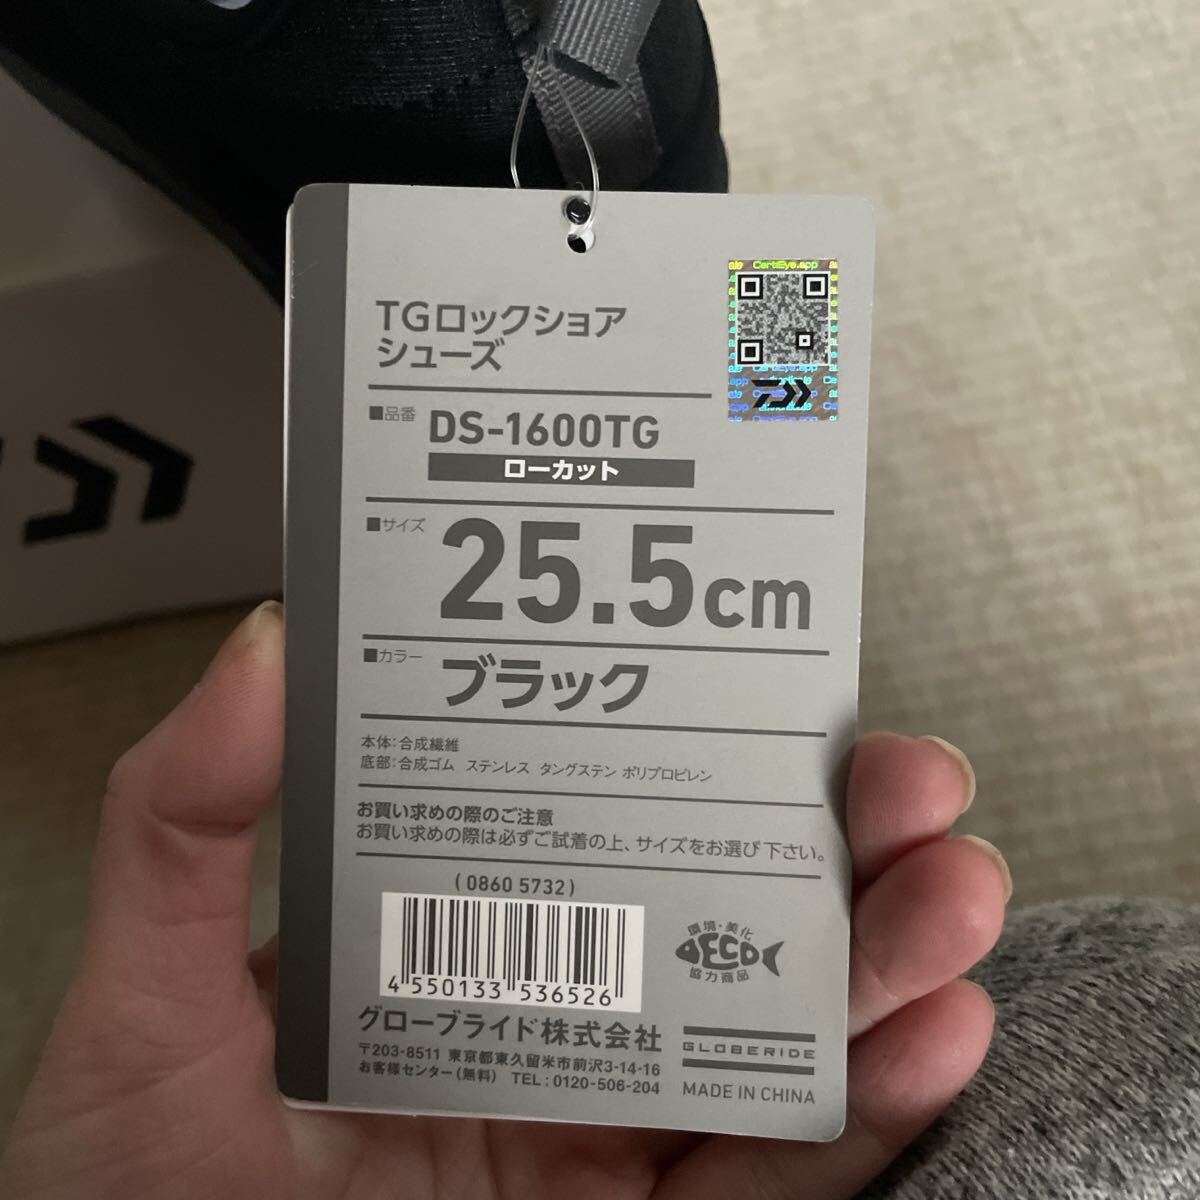 TGロックショア
シューズ
CertiEye.app
■品番 DS-1600TG
ローカット
■サイズ 25.5cm
■カラー ブラック
本体:合成繊維
底部:合成ゴム ステンレス タングステン ポリプロピレン
お買い求めの際のご注意
お買い求めの際は必ずご試着の上、サイズをお選び下さい。
(0860 5732)
4 550133 536526
環境・美化
DECO
協力商品
グローブライド株式会社
〒203-8511 東京都東久留米市前沢3-14-16
お客様センター(無料) TEL:0120-506-204
GLOBERIDE
MADE IN CHINA